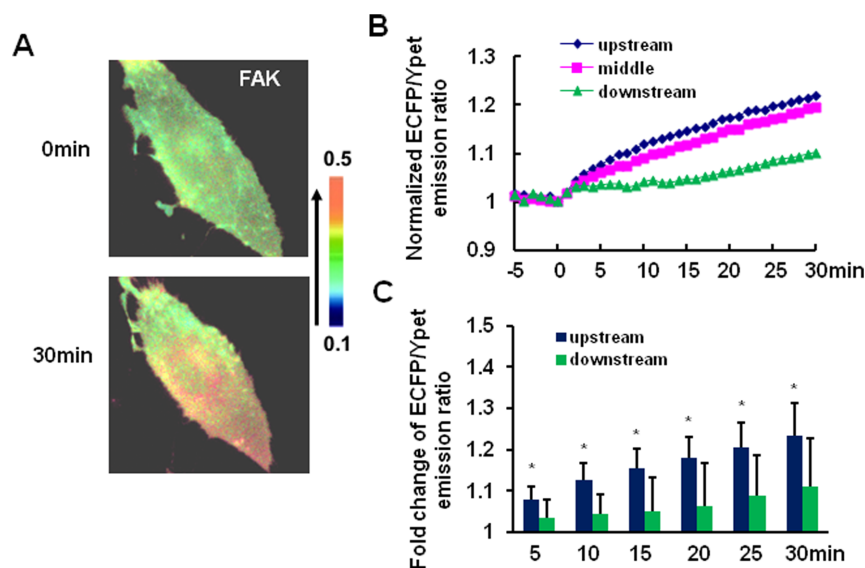 A
FAK
0min
0.5
0.1
30min
B
Normalized ECFP/Ypet
emission ratio
1.3
1.2
1.1
1
0.9
upstream
middle
downstream
-5 0 5 10 15 20 25 30min
C
Fold change of ECFP/Ypet
emission ratio
1.5
1.4
1.3
1.2
1.1
1
upstream
downstream
* * * * * *
5 10 15 20 25 30min